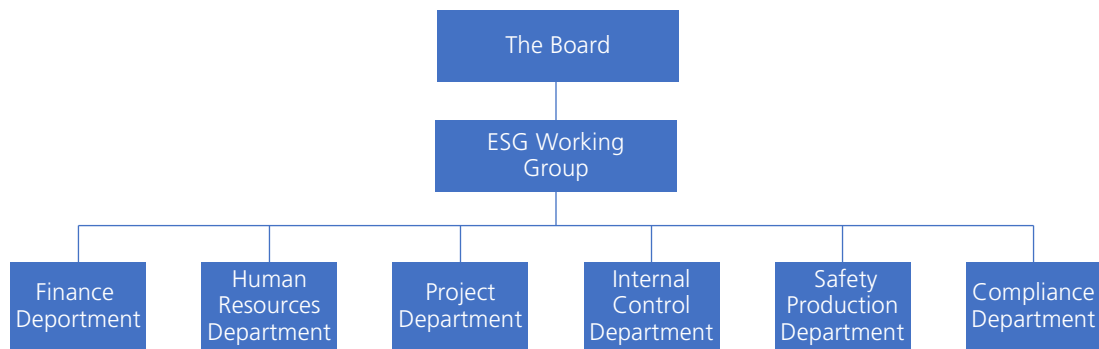 The Board
ESG Working
Group
Finance
Deportment
Human
Resources
Department
Project
Department
Internal
Control
Department
Safety
Production
Department
Compliance
Department